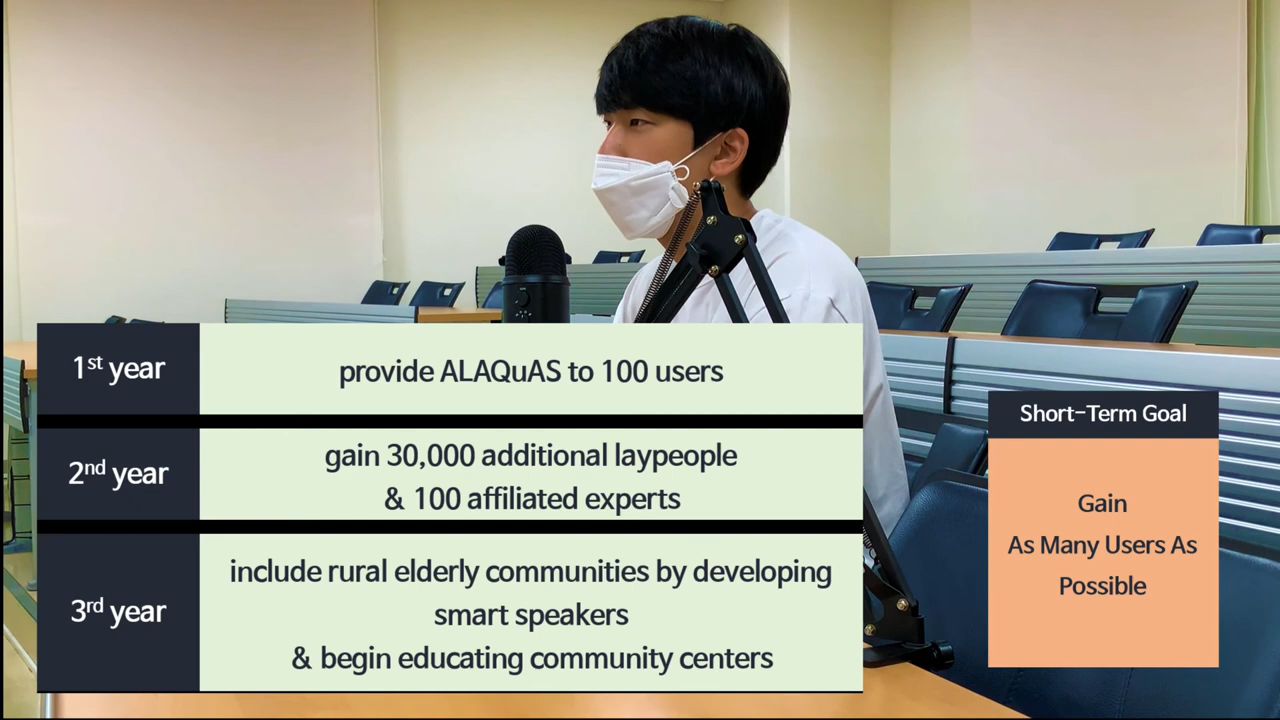 1st year
provide ALAQuAS to 100 users
2nd year
gain 30,000 additional laypeople
& 100 affiliated experts
3rd year
include rural elderly communities by developing
smart speakers
& begin educating community centers
Short-Term Goal
Gain
As Many Users As
Possible